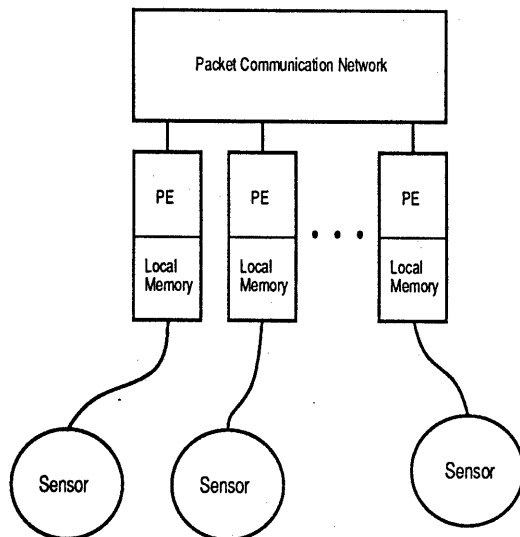 Packet Communication Network
PE
PE
PE
Local
Memory
Local
Memory
Local
Memory
Sensor
Sensor
Sensor